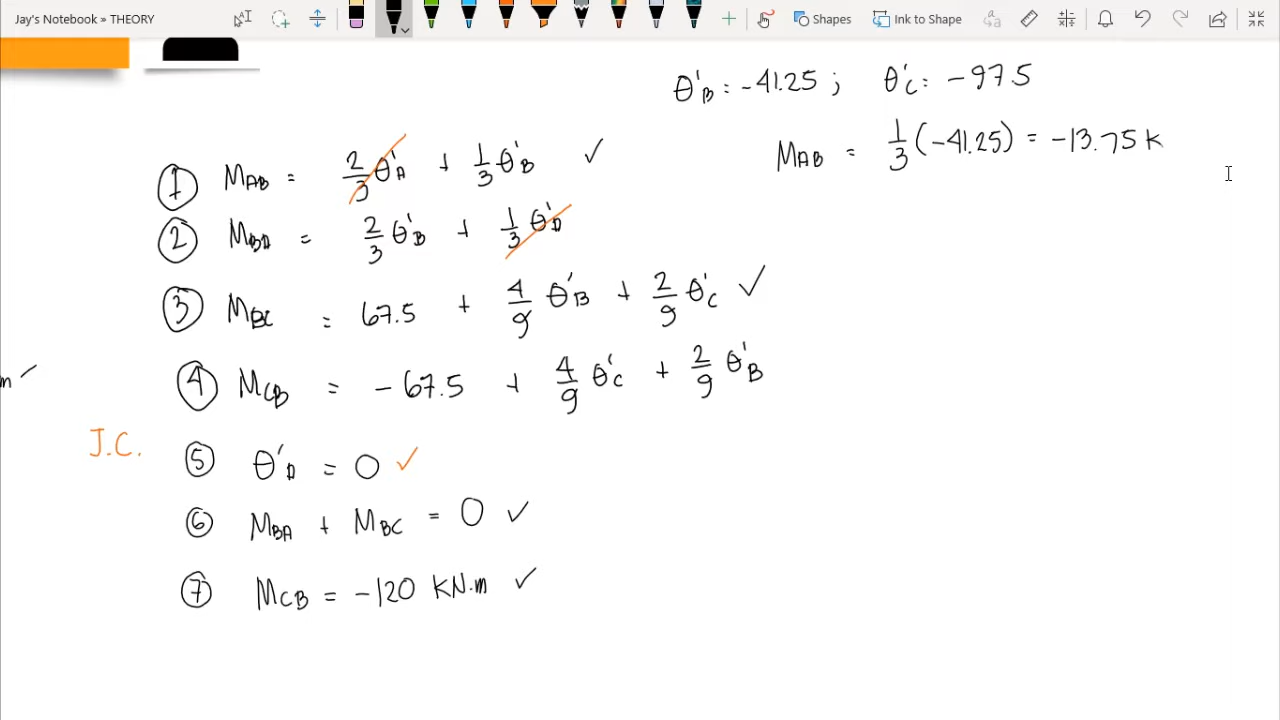 Jay's Notebook » THEORY
Shapes
Ink to Shape
θ'B = -41.25 ; θ'C = -97.5
MAB = 1/3 (-41.25) = -13.75 k
① MAB = 2/3 θ'A + 1/3 θ'B ✓
② MBA = 2/3 θ'B + 1/3 θ'A
③ MBC = 67.5 + 4/9 θ'B + 2/9 θ'C ✓
④ MCB = -67.5 + 4/9 θ'C + 2/9 θ'B
m ✓
J.C.
⑤ θ'A = 0 ✓
⑥ MBA + MBC = 0 ✓
⑦ MCB = -120 KN.m ✓